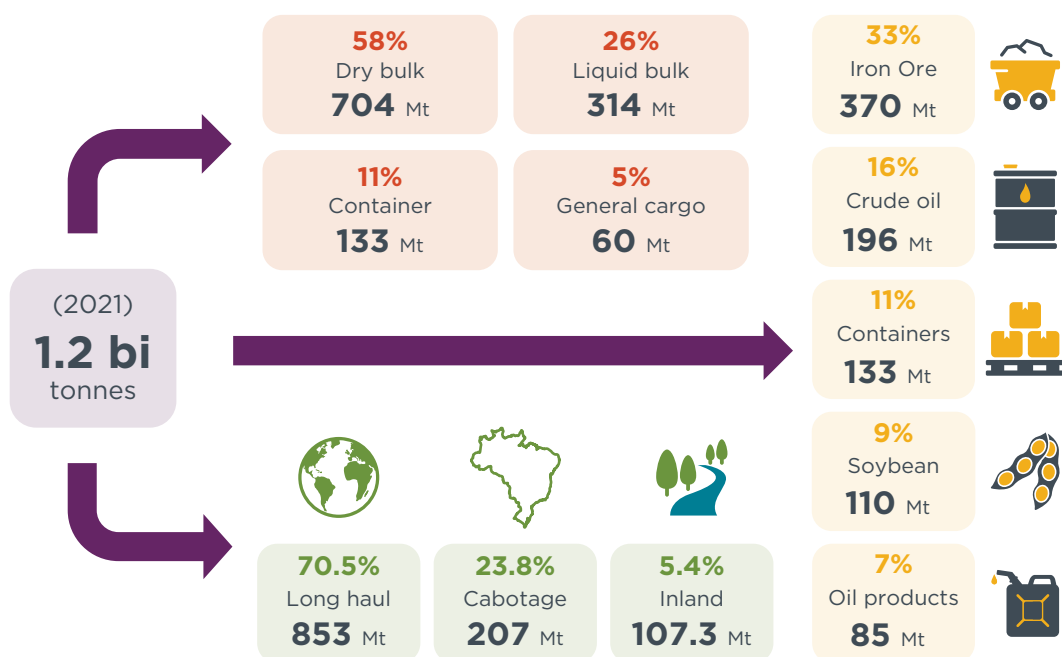 (2021)
1.2 bi
tonnes
58%
Dry bulk
704 Mt
26%
Liquid bulk
314 Mt
11%
Container
133 Mt
5%
General cargo
60 Mt
33%
Iron Ore
370 Mt
16%
Crude oil
196 Mt
11%
Containers
133 Mt
9%
Soybean
110 Mt
7%
Oil products
85 Mt
70.5%
Long haul
853 Mt
23.8%
Cabotage
207 Mt
5.4%
Inland
107.3 Mt